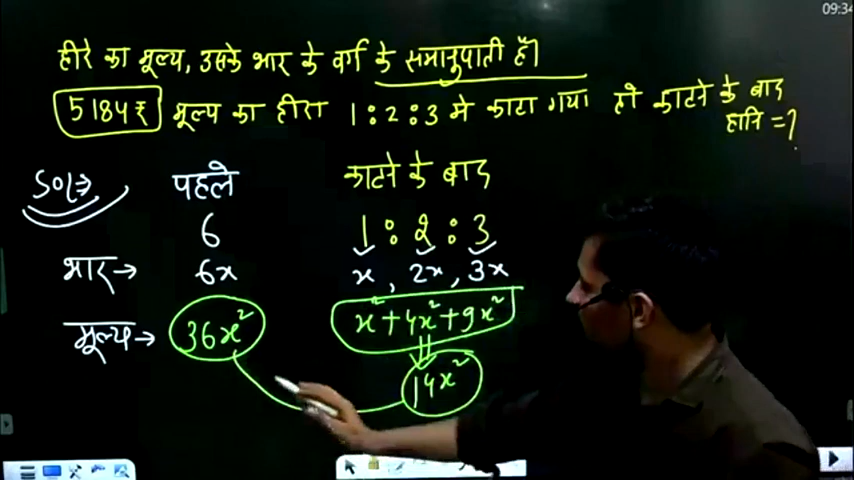 09:34
हीरे का मूल्य, उसके भार के वर्ग के समानुपाती हैं।
5184₹ मूल्य का हीरा 1:2:3 मे काटा गया तो काटने के बाद
हानि = ?
Sol⇒ पहले काटने के बाद
6 1:2:3
भार→ 6x x, 2x, 3x
मूल्य→ 36x² x²+4x²+9x²
14x²